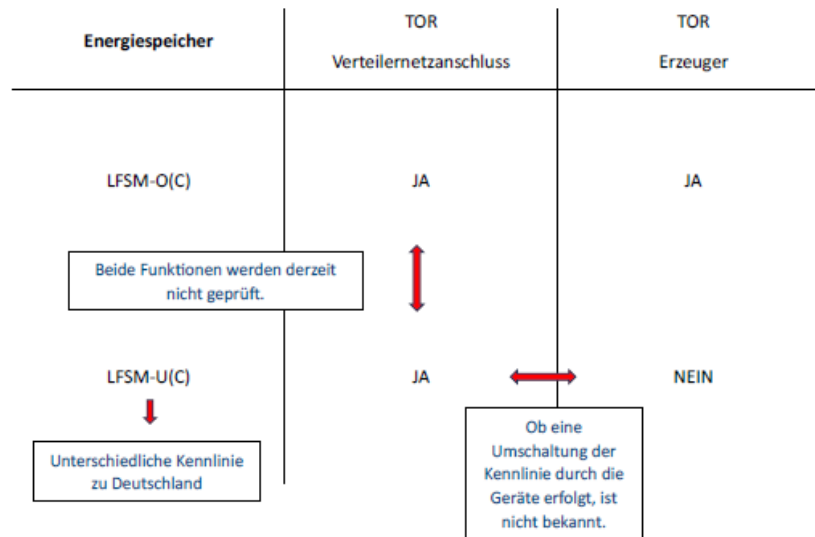 Energiespeicher
TOR
Verteilernetzanschluss
TOR
Erzeuger
LFSM-O(C)
JA
JA
Beide Funktionen werden derzeit
nicht geprüft.
LFSM-U(C)
JA
NEIN
Unterschiedliche Kennlinie
zu Deutschland
Ob eine
Umschaltung der
Kennlinie durch die
Geräte erfolgt, ist
nicht bekannt.